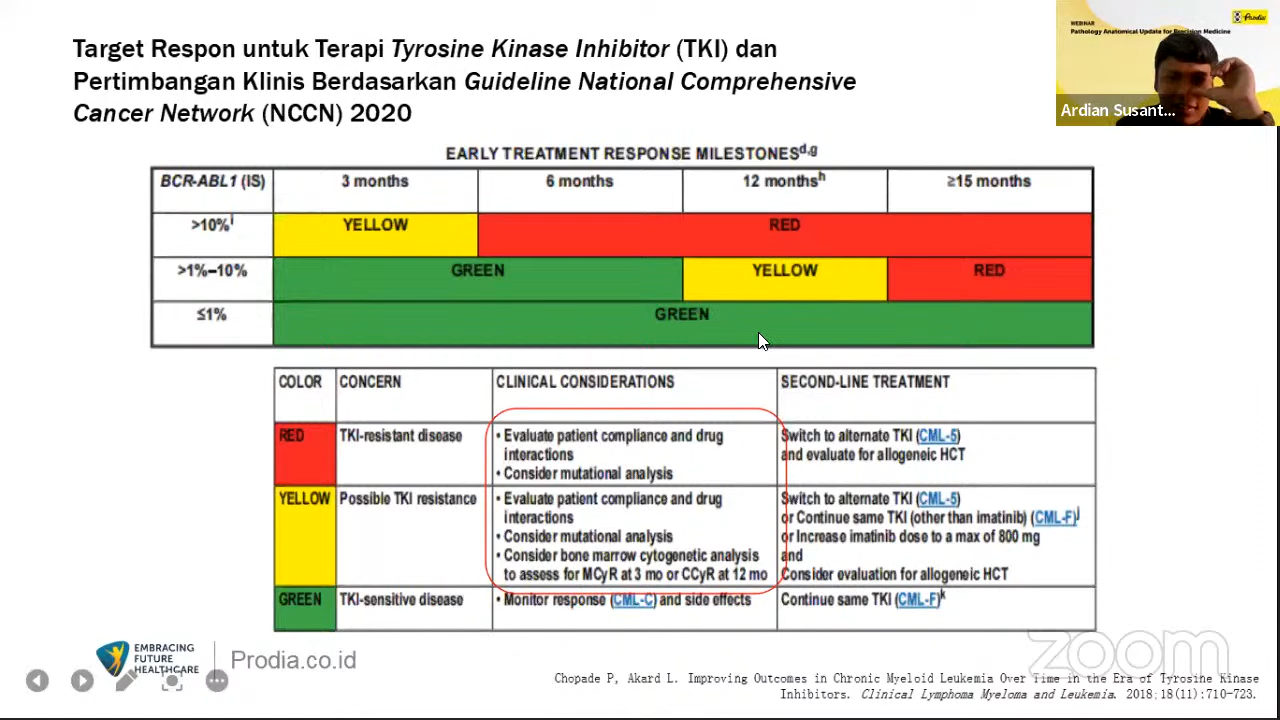 Target Respon untuk Terapi Tyrosine Kinase Inhibitor (TKI) dan
Pertimbangan Klinis Berdasarkan Guideline National Comprehensive
Cancer Network (NCCN) 2020
WEBINAR
Pathology Anatomical Update for Precision Medicine
Prodia
Ardian Susant...
EARLY TREATMENT RESPONSE MILESTONESd,g
BCR-ABL1 (IS) 3 months 6 months 12 monthsh ≥15 months
>10%i YELLOW RED
>1%–10% GREEN YELLOW RED
≤1% GREEN
COLOR CONCERN CLINICAL CONSIDERATIONS SECOND-LINE TREATMENT
RED TKI-resistant disease
• Evaluate patient compliance and drug
interactions
• Consider mutational analysis
Switch to alternate TKI (CML-5)
and evaluate for allogeneic HCT
YELLOW Possible TKI resistance
• Evaluate patient compliance and drug
interactions
• Consider mutational analysis
• Consider bone marrow cytogenetic analysis
to assess for MCyR at 3 mo or CCyR at 12 mo
Switch to alternate TKI (CML-5)
or Continue same TKI (other than imatinib) (CML-F)j
or Increase imatinib dose to a max of 800 mg
and
Consider evaluation for allogeneic HCT
GREEN TKI-sensitive disease
• Monitor response (CML-C) and side effects
Continue same TKI (CML-F)k
EMBRACING
FUTURE
HEALTHCARE
Prodia.co.id
zoom
Chopade P, Akard L. Improving Outcomes in Chronic Myeloid Leukemia Over Time in the Era of Tyrosine Kinase
Inhibitors. Clinical Lymphoma Myeloma and Leukemia. 2018;18(11):710-723.